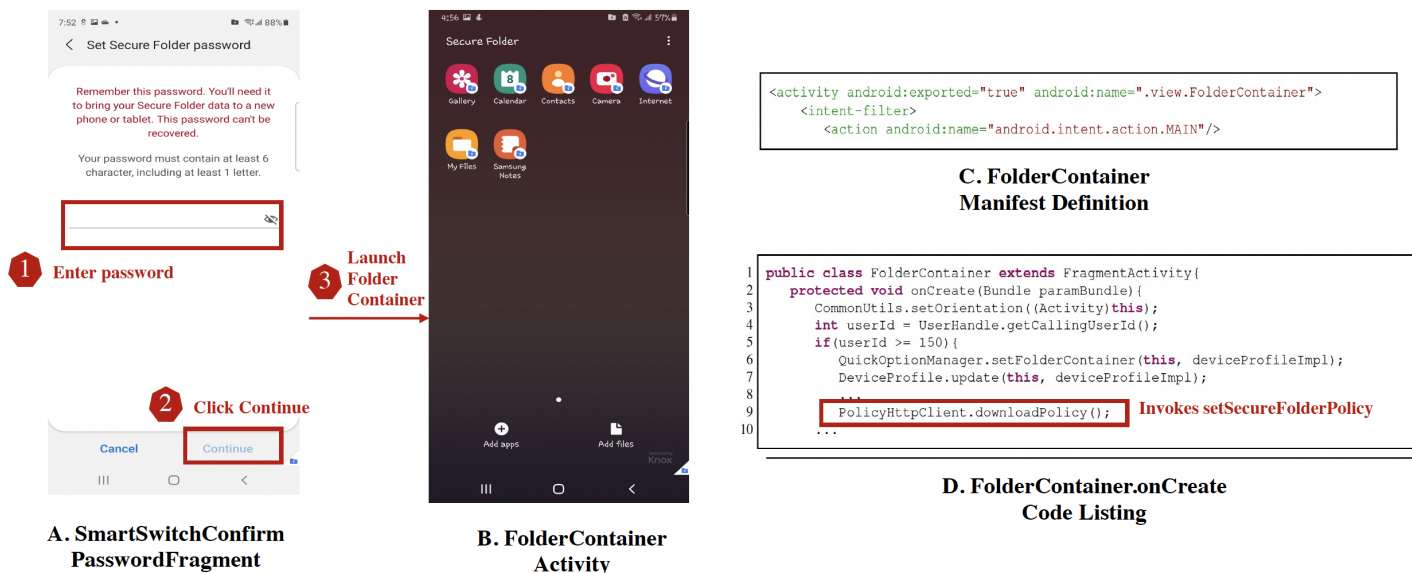 7:52
88%
Set Secure Folder password
Remember this password. You'll need it
to bring your Secure Folder data to a new
phone or tablet. This password can't be
recovered.
Your password must contain at least 6
character, including at least 1 letter.
1 Enter password
2 Click Continue
Cancel Continue
A. SmartSwitchConfirm
PasswordFragment
3 Launch
Folder
Container
4:56
57%
Secure Folder
8
Gallery Calendar Contacts Camera Internet
My Files Samsung
Notes
Add apps Add files
Secured by
Knox
B. FolderContainer
Activity
<activity android:exported="true" android:name=".view.FolderContainer">
<intent-filter>
<action android:name="android.intent.action.MAIN"/>
C. FolderContainer
Manifest Definition
1 public class FolderContainer extends FragmentActivity{
2 protected void onCreate(Bundle paramBundle){
3 CommonUtils.setOrientation((Activity)this);
4 int userId = UserHandle.getCallingUserId();
5 if(userId >= 150){
6 QuickOptionManager.setFolderContainer(this, deviceProfileImpl);
7 DeviceProfile.update(this, deviceProfileImpl);
8 ...
9 PolicyHttpClient.downloadPolicy(); Invokes setSecureFolderPolicy
10 ...
D. FolderContainer.onCreate
Code Listing